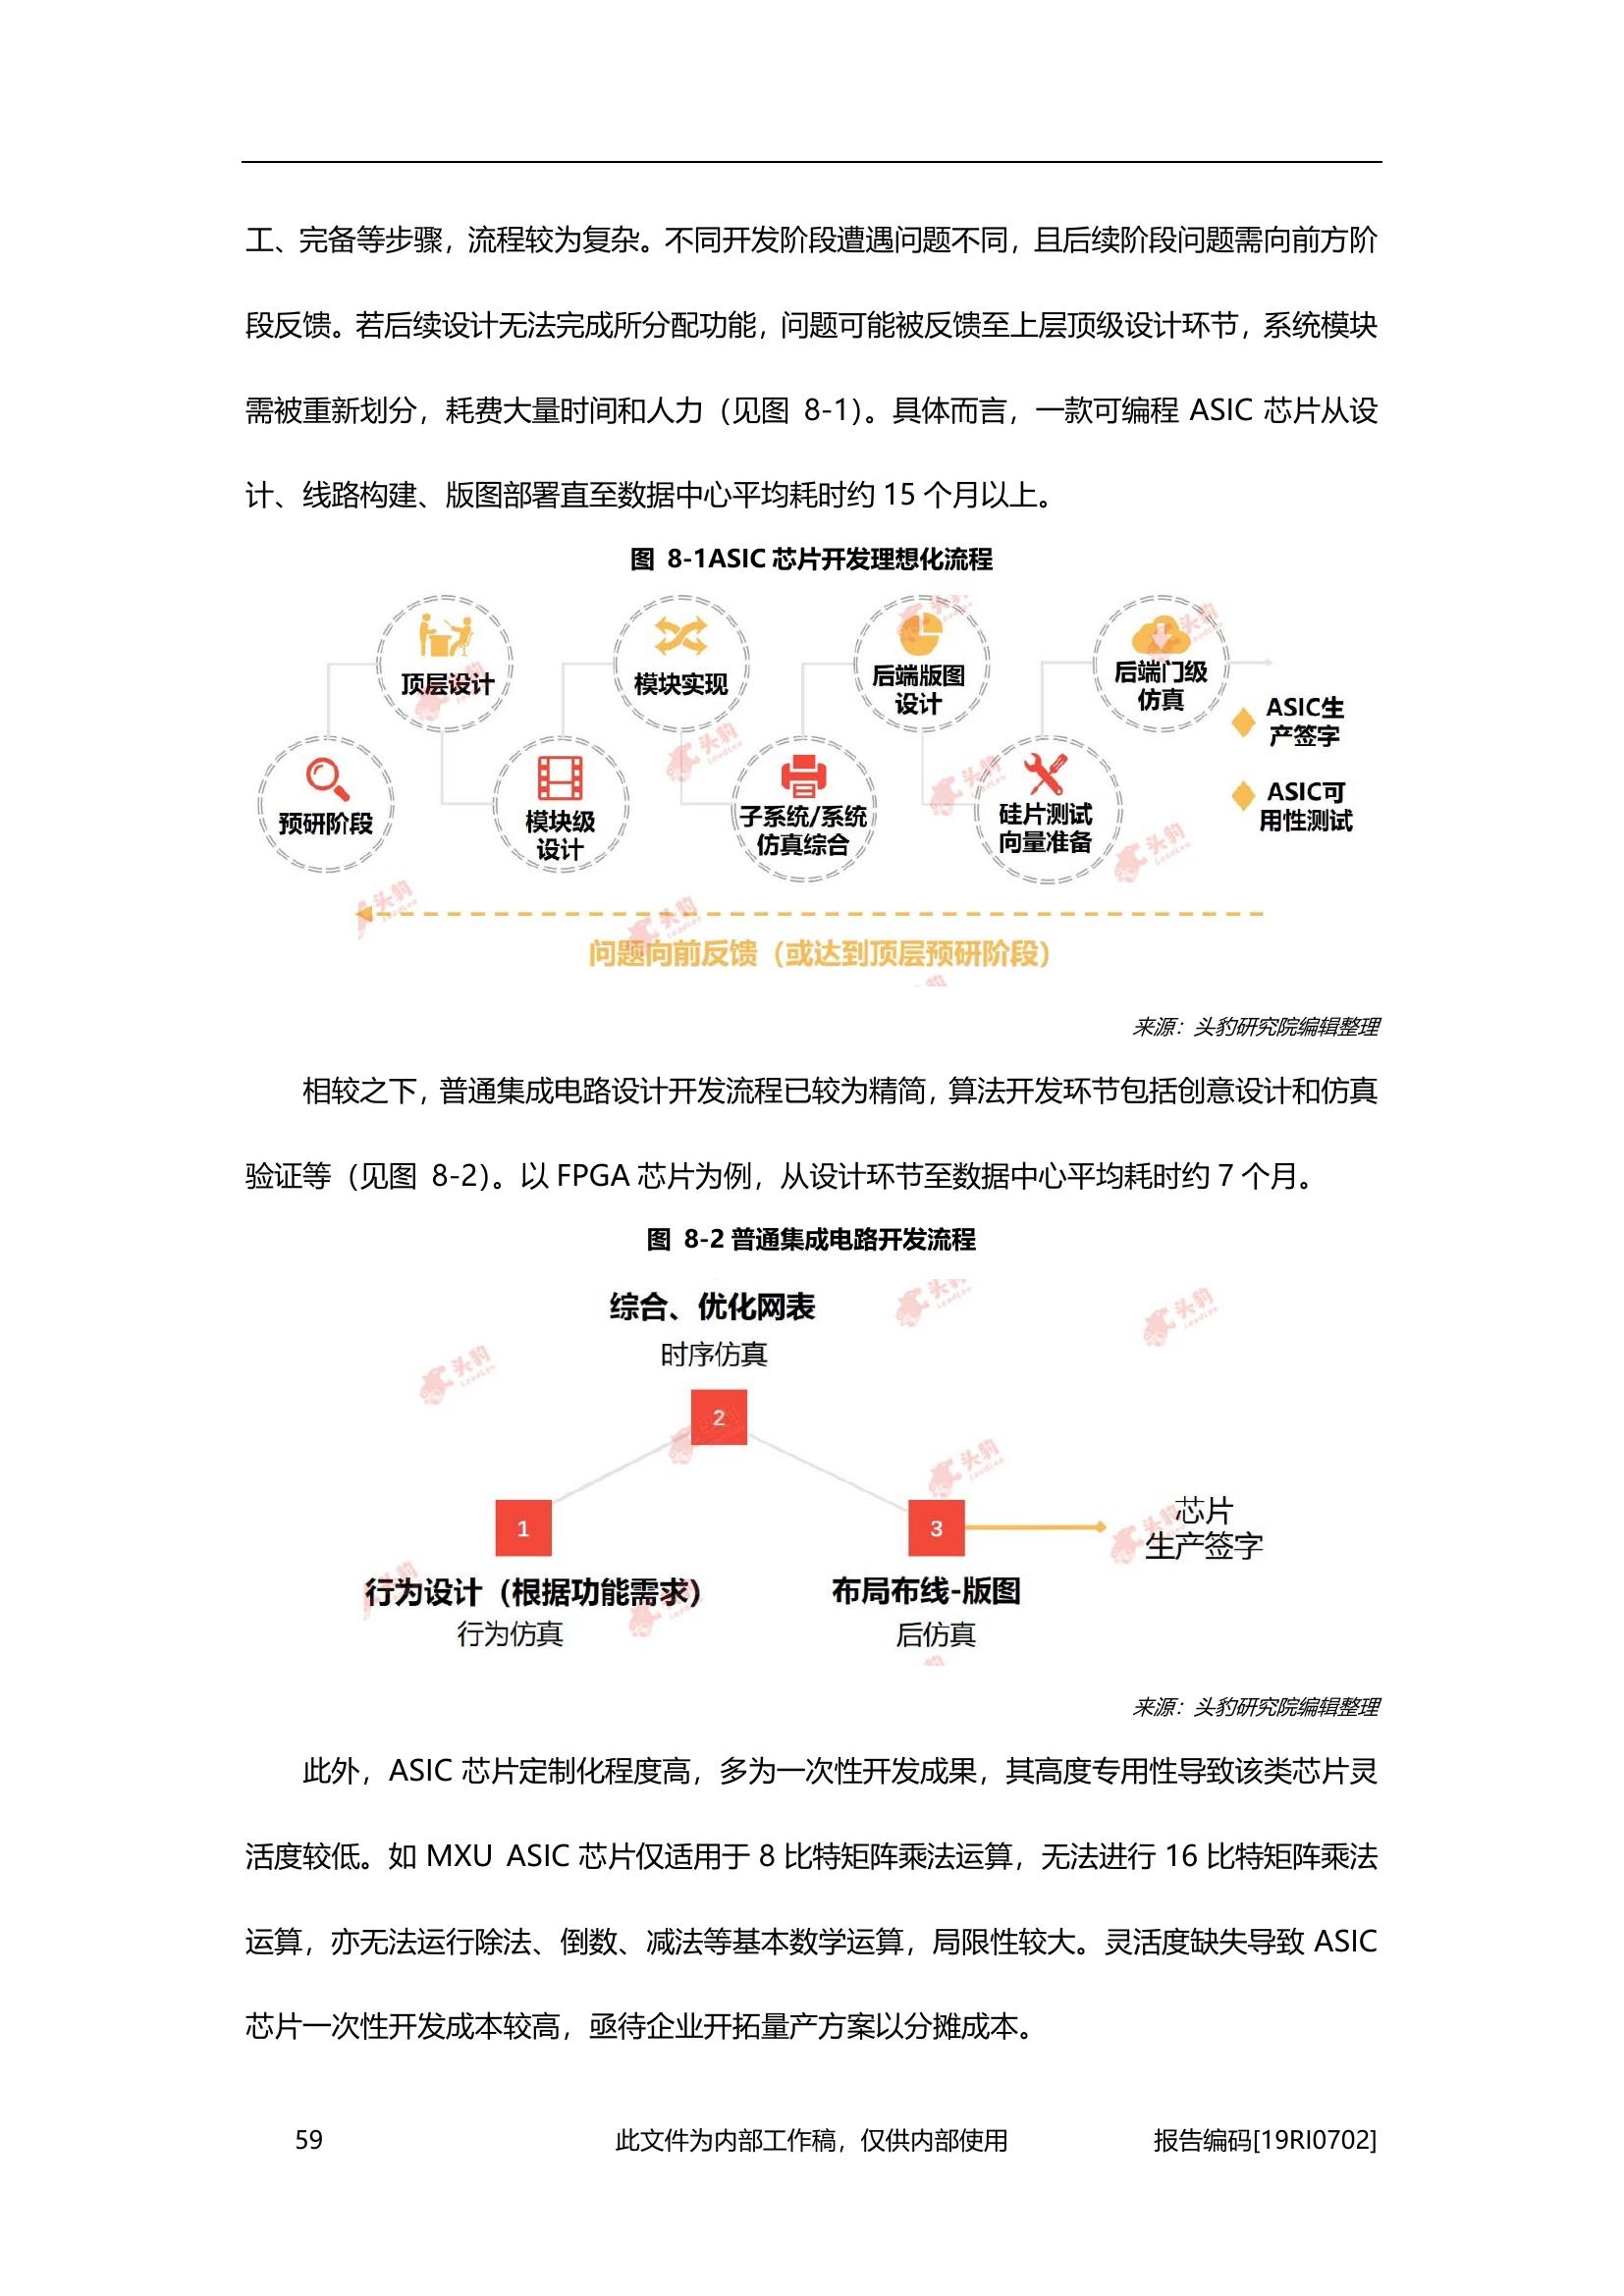 工、完备等步骤，流程较为复杂。不同开发阶段遭遇问题不同，且后续阶段问题需向前方阶
段反馈。若后续设计无法完成所分配功能，问题可能被反馈至上层顶级设计环节，系统模块
需被重新划分，耗费大量时间和人力（见图 8-1）。具体而言，一款可编程 ASIC 芯片从设
计、线路构建、版图部署直至数据中心平均耗时约 15 个月以上。
图 8-1ASIC 芯片开发理想化流程
预研阶段
顶层设计
模块级
设计
模块实现
子系统/系统
仿真综合
后端版图
设计
硅片测试
向量准备
后端门级
仿真
ASIC生
产签字
ASIC可
用性测试
问题向前反馈（或达到顶层预研阶段）
来源：头豹研究院编辑整理
相较之下，普通集成电路设计开发流程已较为精简，算法开发环节包括创意设计和仿真
验证等（见图 8-2）。以 FPGA 芯片为例，从设计环节至数据中心平均耗时约 7 个月。
图 8-2 普通集成电路开发流程
综合、优化网表
时序仿真
2
1
3
芯片
生产签字
行为设计（根据功能需求）
行为仿真
布局布线-版图
后仿真
来源：头豹研究院编辑整理
此外，ASIC 芯片定制化程度高，多为一次性开发成果，其高度专用性导致该类芯片灵
活度较低。如 MXU ASIC 芯片仅适用于 8 比特矩阵乘法运算，无法进行 16 比特矩阵乘法
运算，亦无法运行除法、倒数、减法等基本数学运算，局限性较大。灵活度缺失导致 ASIC
芯片一次性开发成本较高，亟待企业开拓量产方案以分摊成本。
59 此文件为内部工作稿，仅供内部使用 报告编码[19RI0702]
头豹
LeadLeo